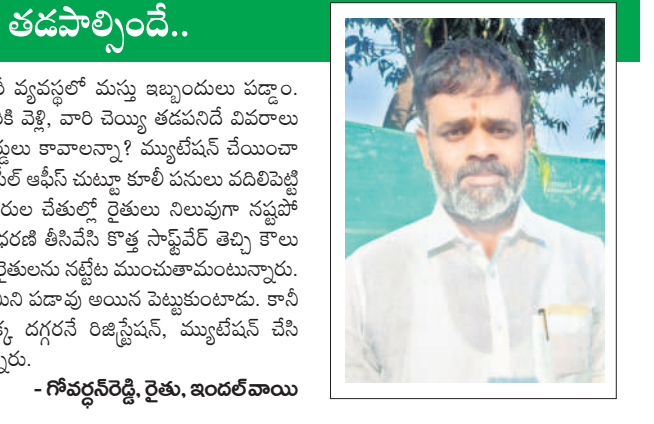 తడపాల్సిందే..
వ్యవస్థలో మస్తు ఇబ్బందులు పడ్డాం.
వెళ్లి, వారి చెయ్యి తడపనిదే వివరాలు
కావాలన్నా? మ్యుటేషన్ చేయించా
ఆఫీస్ చుట్టూ కూలీ పనులు వదిలిపెట్టి
చేతుల్లో రైతులు నిలువుగా నష్టపో
ధరణి తీసివేసి కొత్త సాఫ్ట్‌వేర్ తెచ్చి కౌలు
రైతులను నట్టేట ముంచుతామంటున్నారు.
పడావు అయిన పెట్టుకుంటాడు. కానీ
దగ్గరనే రిజిస్ట్రేషన్, మ్యుటేషన్ చేసి
- గోవర్ధన్‌రెడ్డి, రైతు, ఇందల్‌వాయి